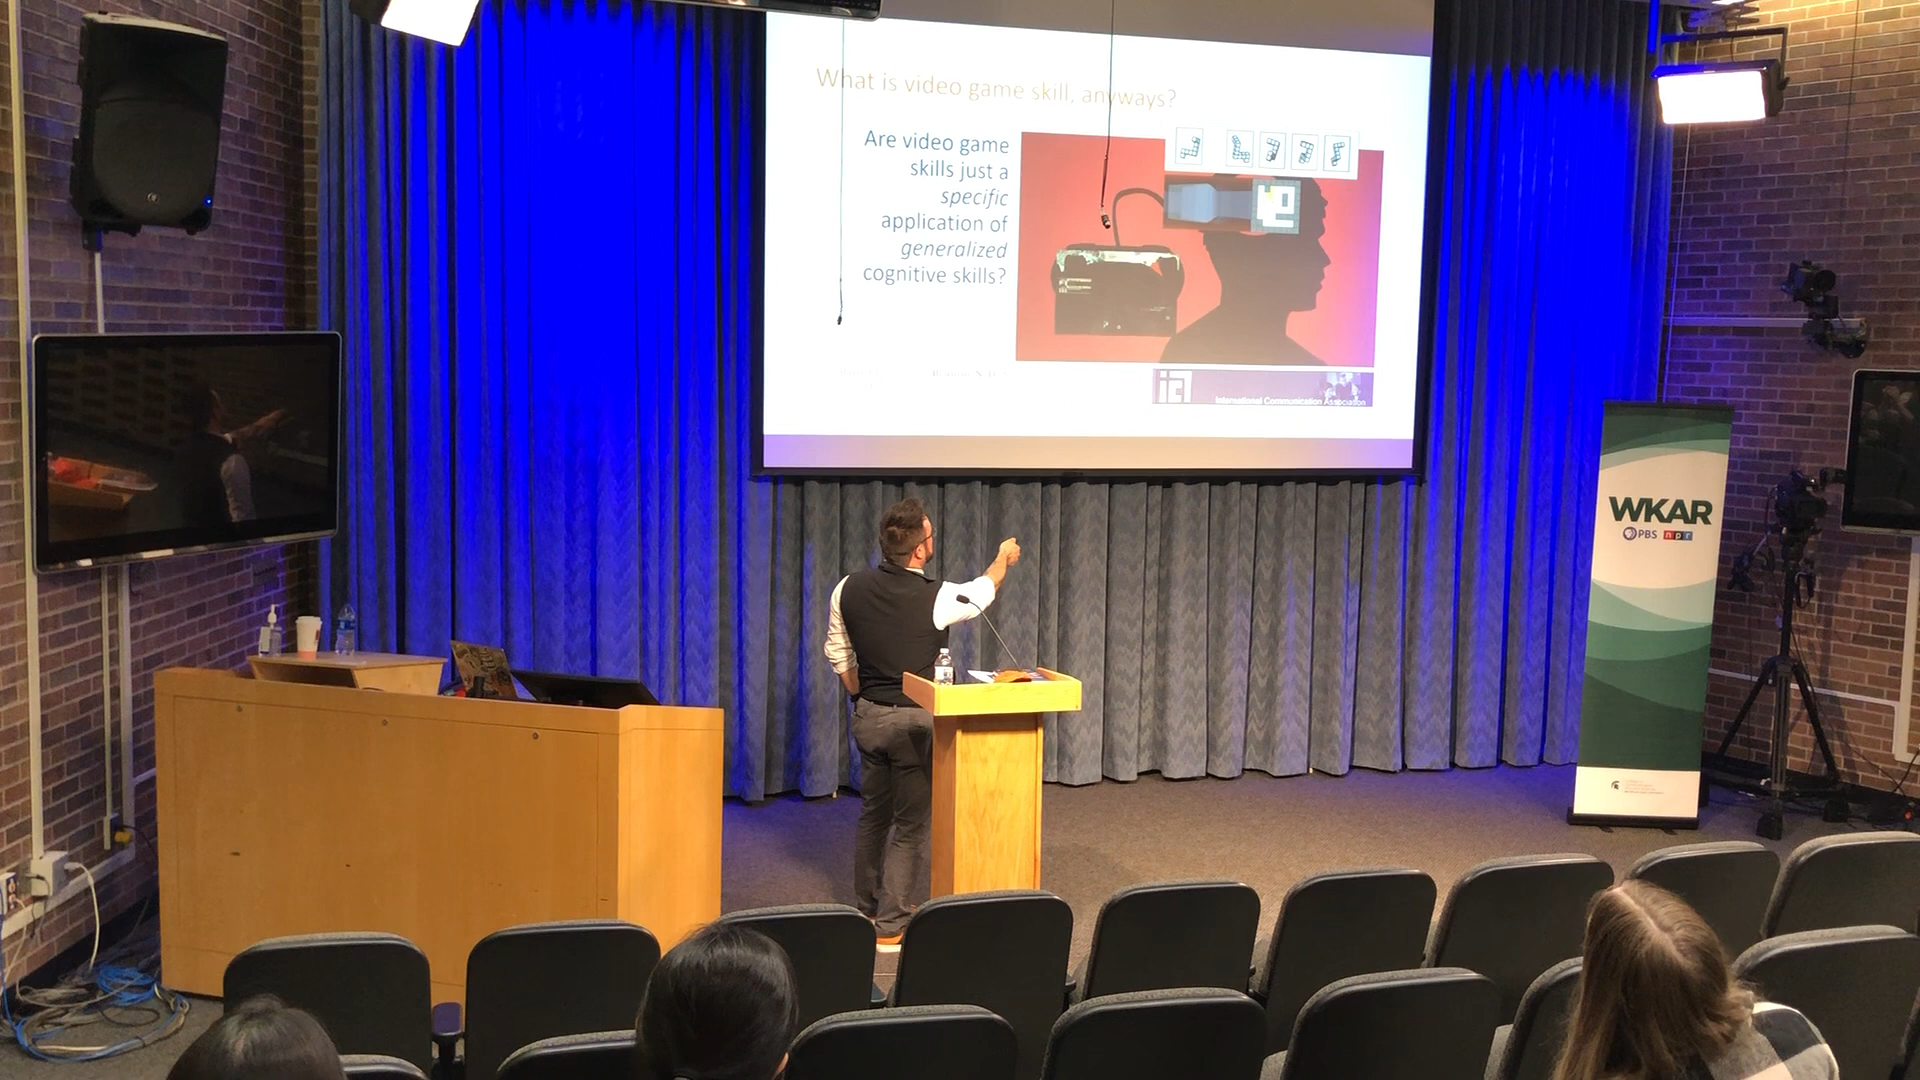 What is video game skill, anyways?
Are video game
skills just a
specific
application of
generalized
cognitive skills?
International Communication Association
WKAR
PBS npr